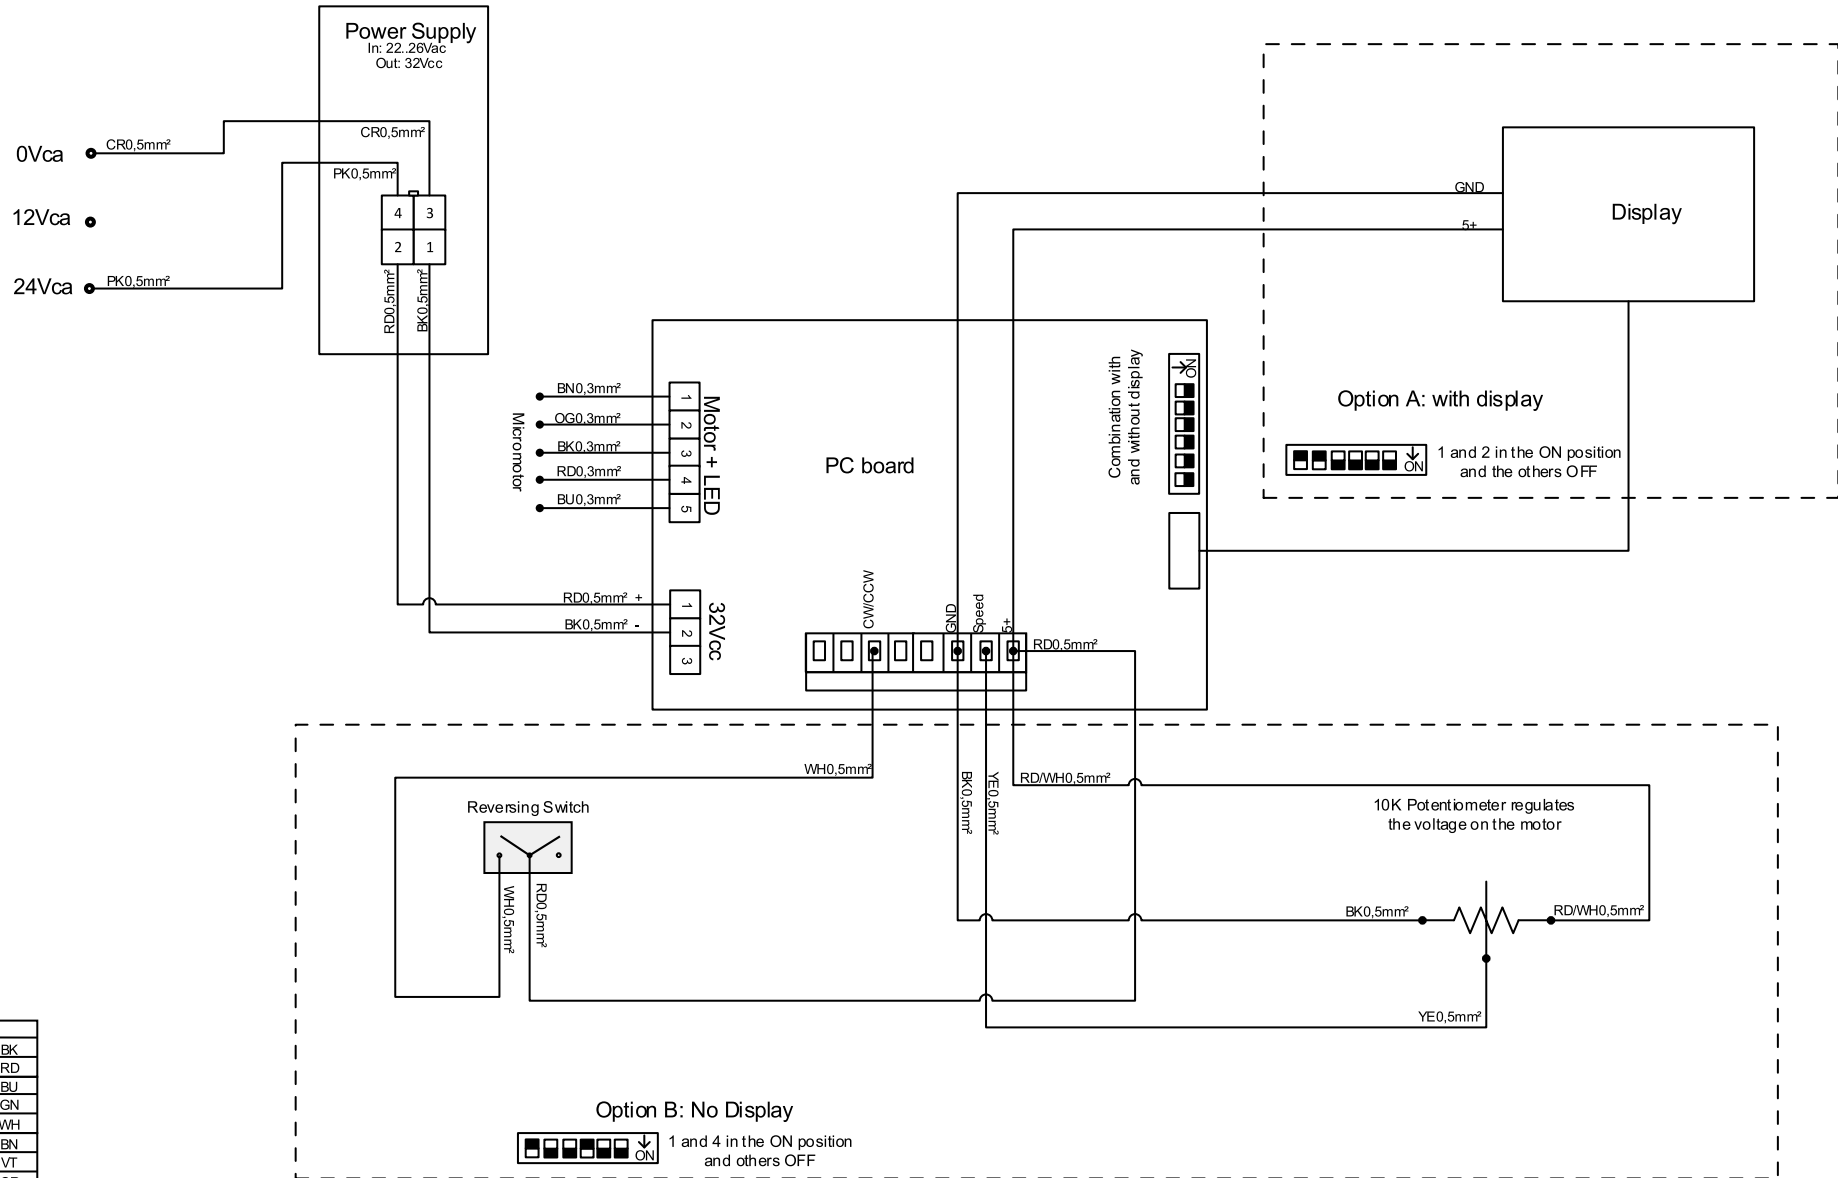 Power Supply
In: 22..26Vac
Out: 32Vcc
0Vca
CR0,5mm²
CR0,5mm²
PK0,5mm²
12Vca
24Vca
PK0,5mm²
4
3
2
1
RD0,5mm²
BK0,5mm²
GND
5+
Display
Option A: with display
ON
1 and 2 in the ON position
and the others OFF
Micromotor
BN0,3mm²
OG0,3mm²
BK0,3mm²
RD0,3mm²
BU0,3mm²
1
2
3
4
5
Motor + LED
PC board
Combination with
and without display
ON
RD0,5mm² +
BK0,5mm² -
1
2
3
32Vcc
CW/CCW
GND
Speed
5+
RD0,5mm²
WH0,5mm²
BK0,5mm²
YE0,5mm²
RD/WH0,5mm²
Reversing Switch
WH0,5mm²
RD0,5mm²
10K Potentiometer regulates
the voltage on the motor
BK0,5mm²
RD/WH0,5mm²
YE0,5mm²
Option B: No Display
ON
1 and 4 in the ON position
and others OFF
BK
RD
BU
GN
WH
BN
VT